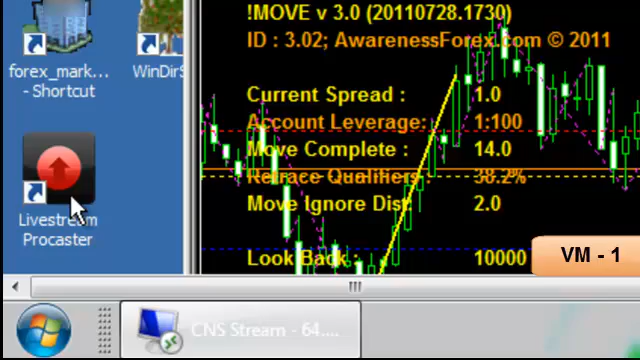 forex_mark...
- Shortcut
WinDirS
Livestream
Procaster
!MOVE v 3.0 (20110728.1730)
ID : 3.02; AwarenessForex.com © 2011
Current Spread : 1.0
Account Leverage: 1:100
Move Complete : 14.0
Retrace Qualifiers 38.2%
Move Ignore Dist: 2.0
Look Back : 10000
VM - 1
CNS Stream - 64....